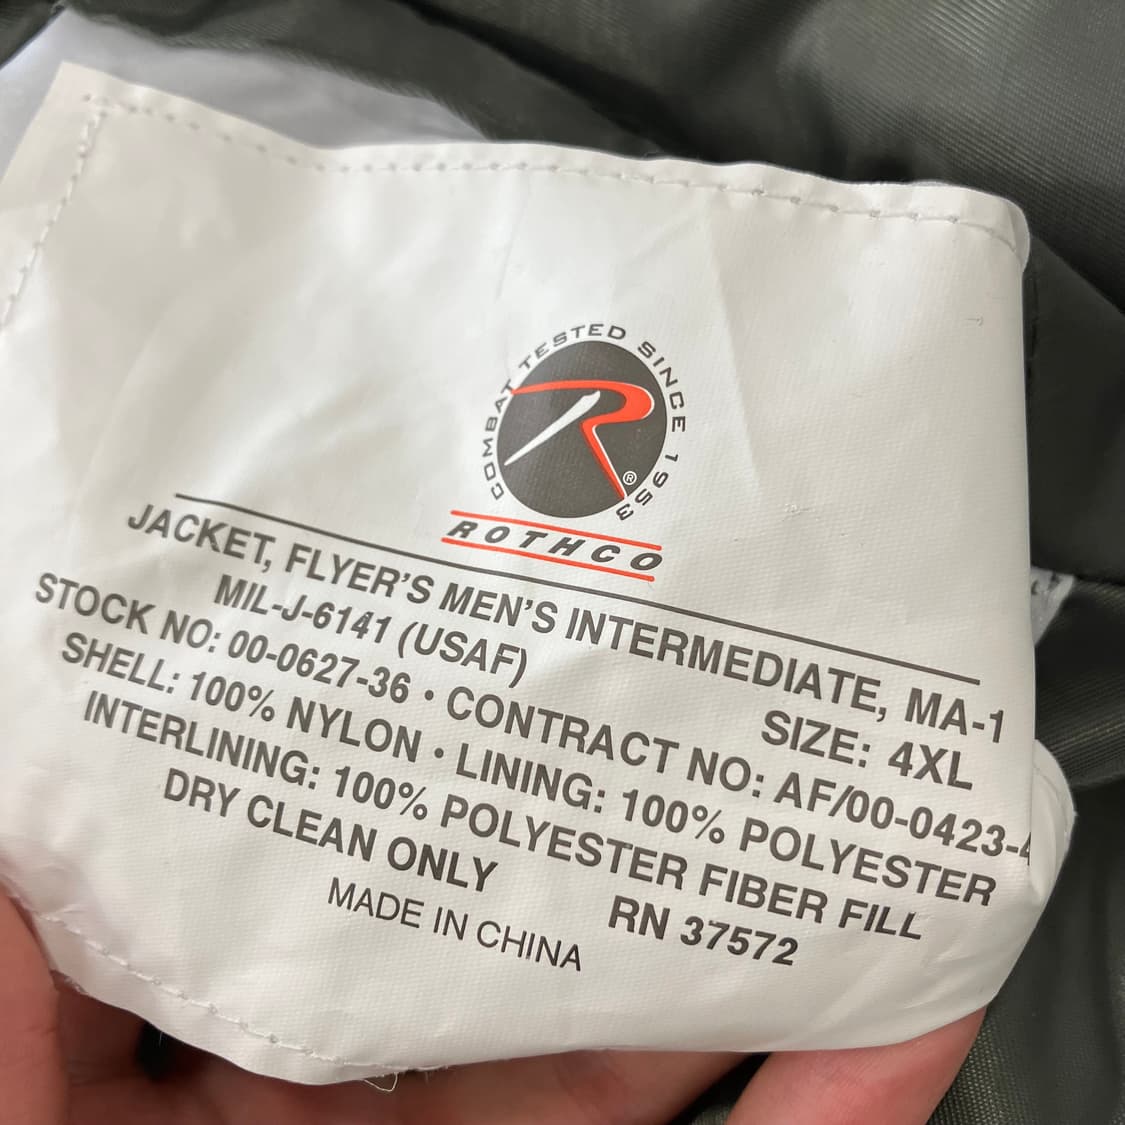 COMBAT TESTED SINCE 1953
R®
ROTHCO
JACKET, FLYER'S MEN'S INTERMEDIATE, MA-1
MIL-J-6141 (USAF) SIZE: 4XL
STOCK NO: 00-0627-36 • CONTRACT NO: AF/00-0423-4
SHELL: 100% NYLON • LINING: 100% POLYESTER
INTERLINING: 100% POLYESTER FIBER FILL
DRY CLEAN ONLY RN 37572
MADE IN CHINA